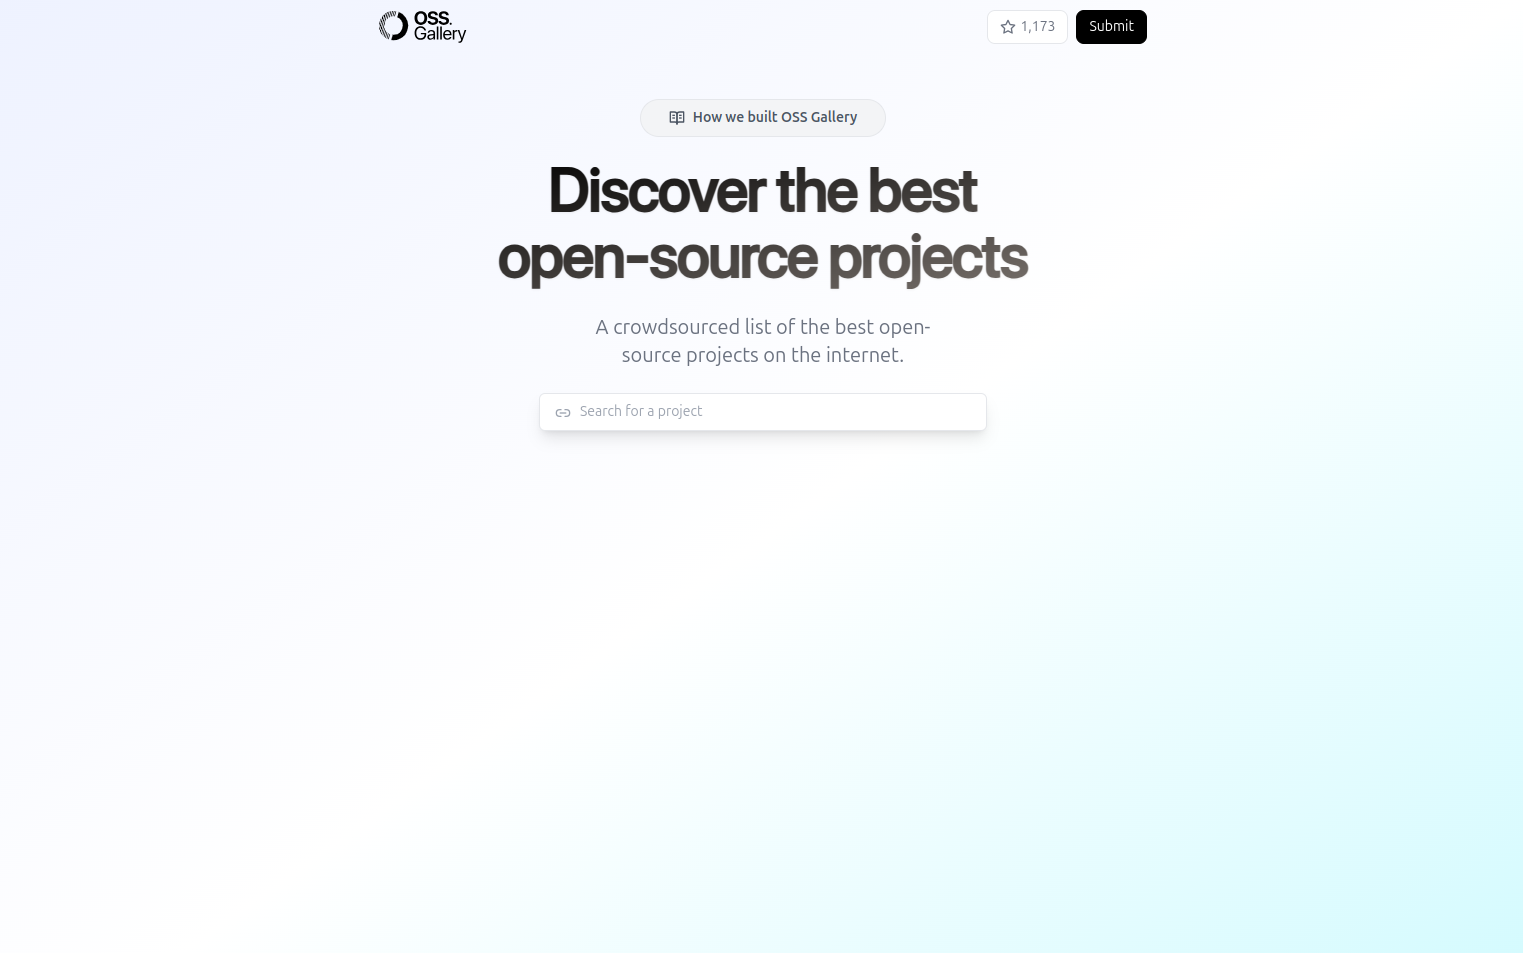 OSS.
Gallery
1,173
Submit
How we built OSS Gallery
Discover the best
open-source projects
A crowdsourced list of the best open-
source projects on the internet.
Search for a project